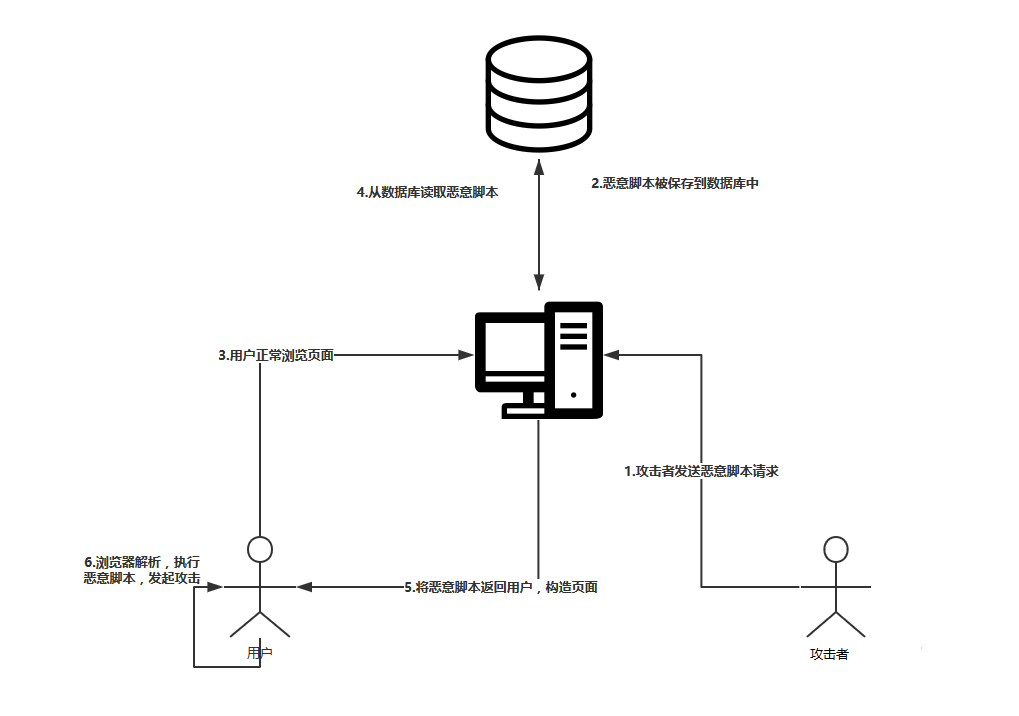 4.从数据库读取恶意脚本
2.恶意脚本被保存到数据库中
3.用户正常浏览页面
1.攻击者发送恶意脚本请求
6.浏览器解析，执行
恶意脚本，发起攻击
5.将恶意脚本返回用户，构造页面
用户
攻击者